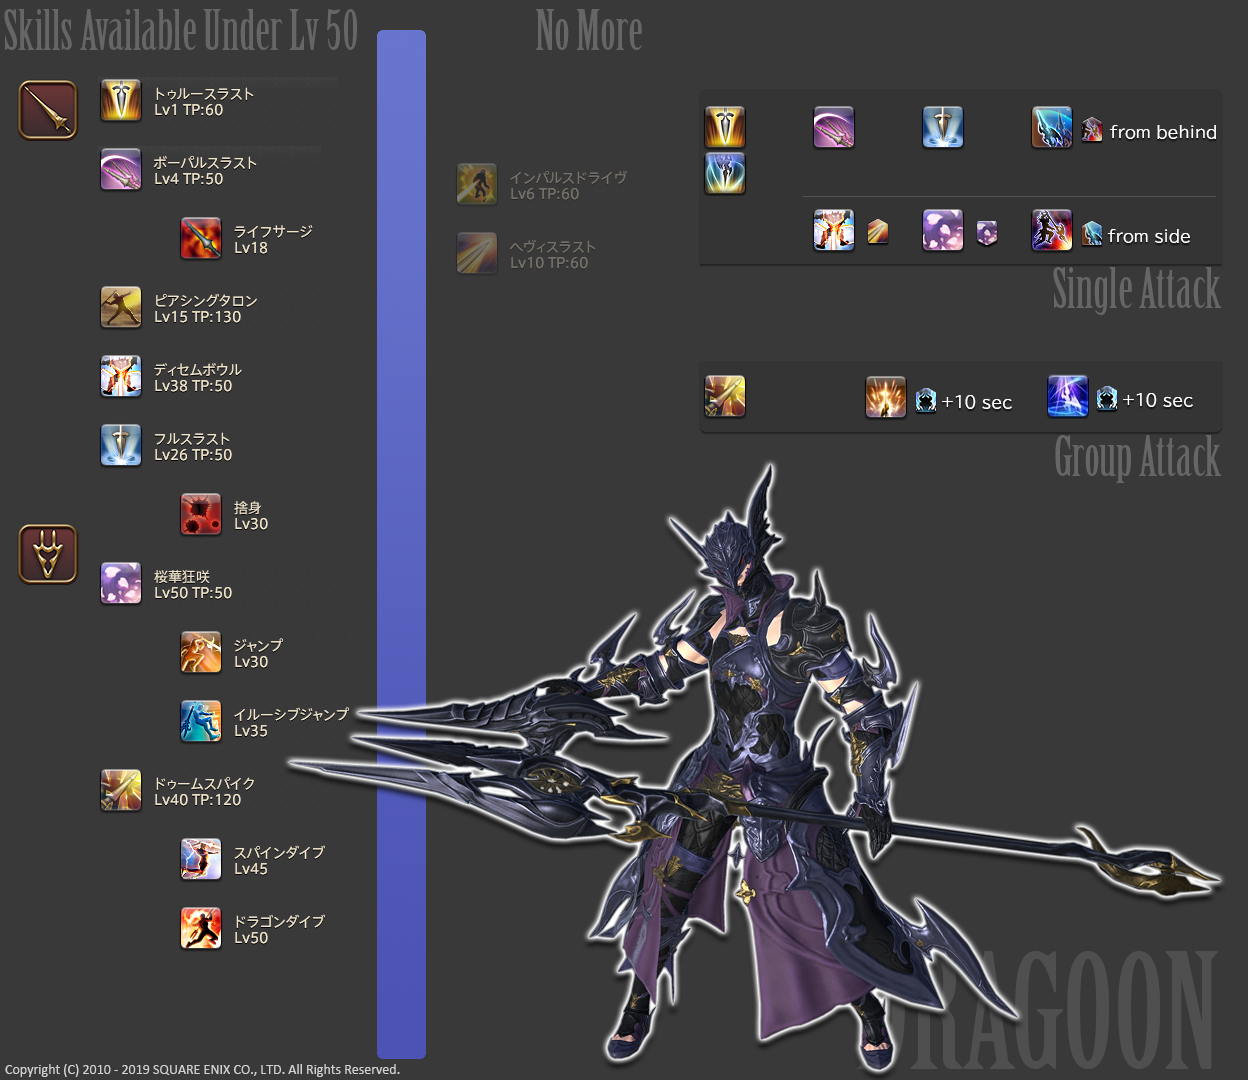 Skills Available Under Lv 50
トゥルースラスト
Lv1 TP:60
ボーパルスラスト
Lv4 TP:50
ライフサージ
Lv18
ピアシングタロン
Lv15 TP:130
ディセムボウル
Lv38 TP:50
フルスラスト
Lv26 TP:50
捨身
Lv30
桜華狂咲
Lv50 TP:50
ジャンプ
Lv30
イルーシブジャンプ
Lv35
ドゥームスパイク
Lv40 TP:120
スパインダイブ
Lv45
ドラゴンダイブ
Lv50
No More
インパルスドライヴ
Lv6 TP:60
ヘヴィスラスト
Lv10 TP:60
from behind
from side
Single Attack
+10 sec
+10 sec
Group Attack
DRAGOON
Copyright (C) 2010 - 2019 SQUARE ENIX CO., LTD. All Rights Reserved.